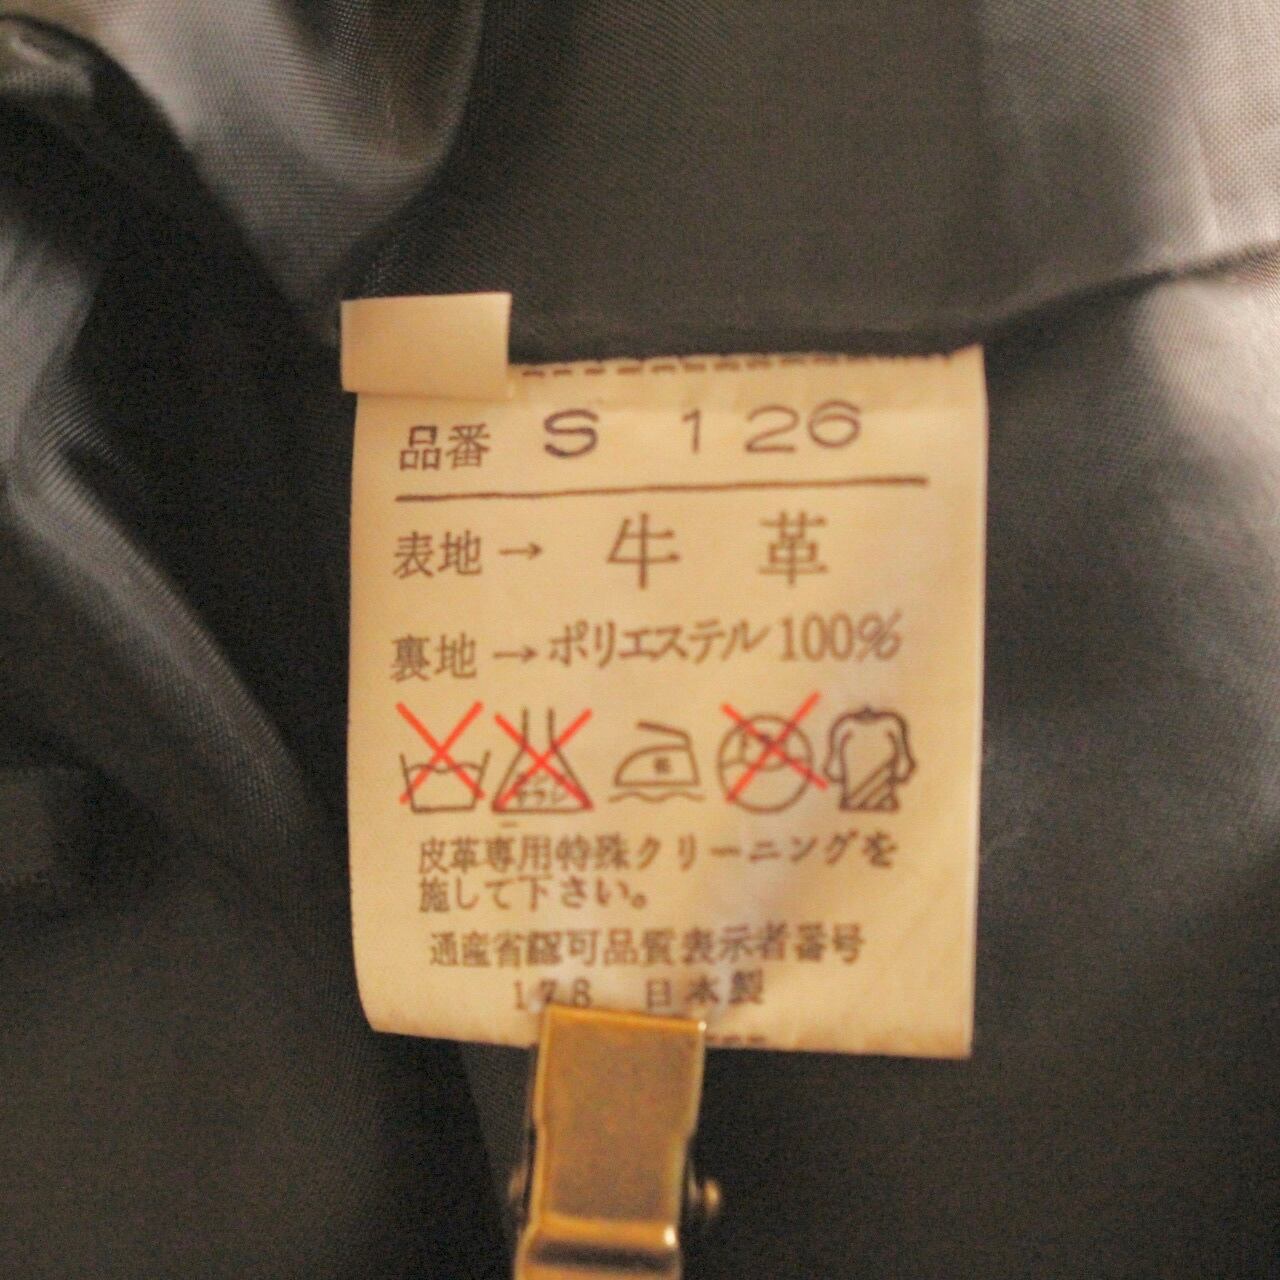 品番 S 126
表地→ 牛 革
裏地→ポリエステル100%
皮革専用特殊クリーニングを
施して下さい。
通産省認可品質表示者番号
178 日本製